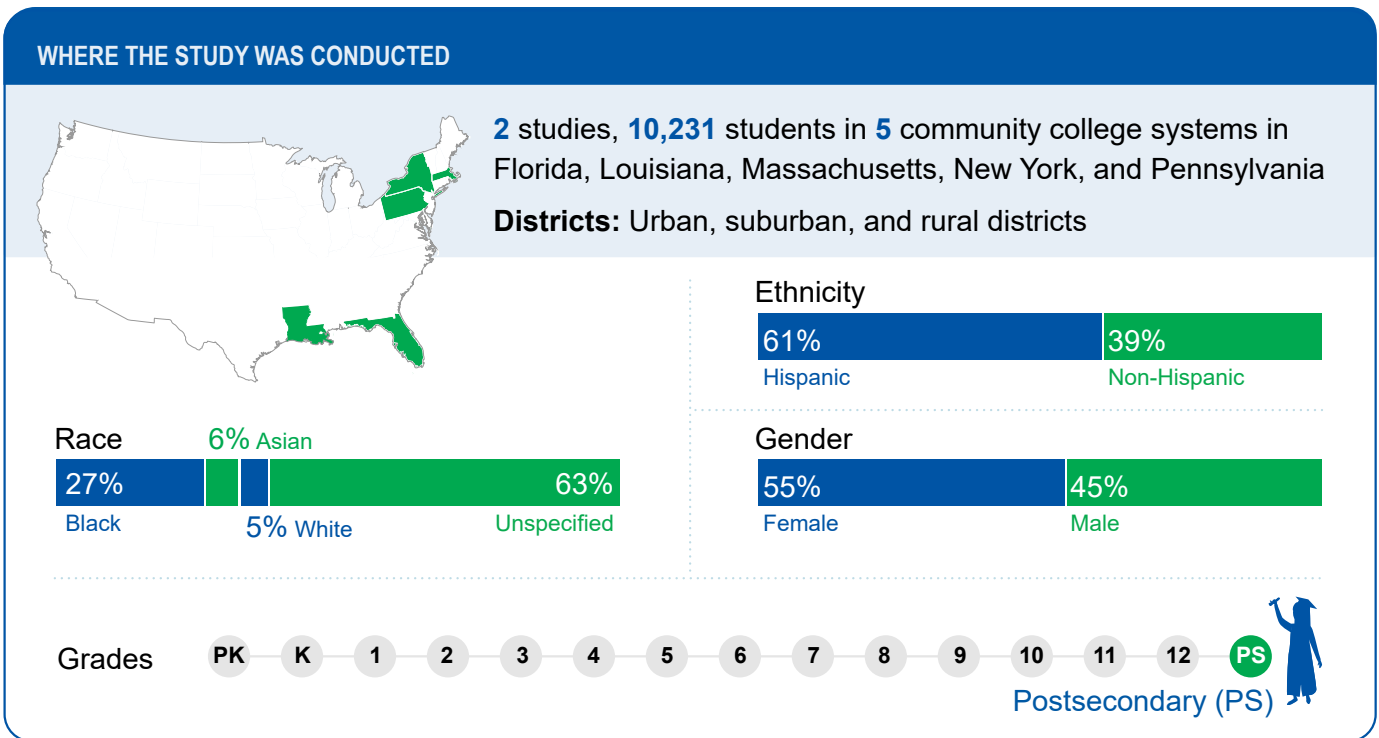 WHERE THE STUDY WAS CONDUCTED
2 studies, 10,231 students in 5 community college systems in
Florida, Louisiana, Massachusetts, New York, and Pennsylvania
Districts: Urban, suburban, and rural districts
Ethnicity
61% 39%
Hispanic Non-Hispanic
Race 6% Asian
27% 63%
Black 5% White Unspecified
Gender
55% 45%
Female Male
Grades PK K 1 2 3 4 5 6 7 8 9 10 11 12 PS
Postsecondary (PS)